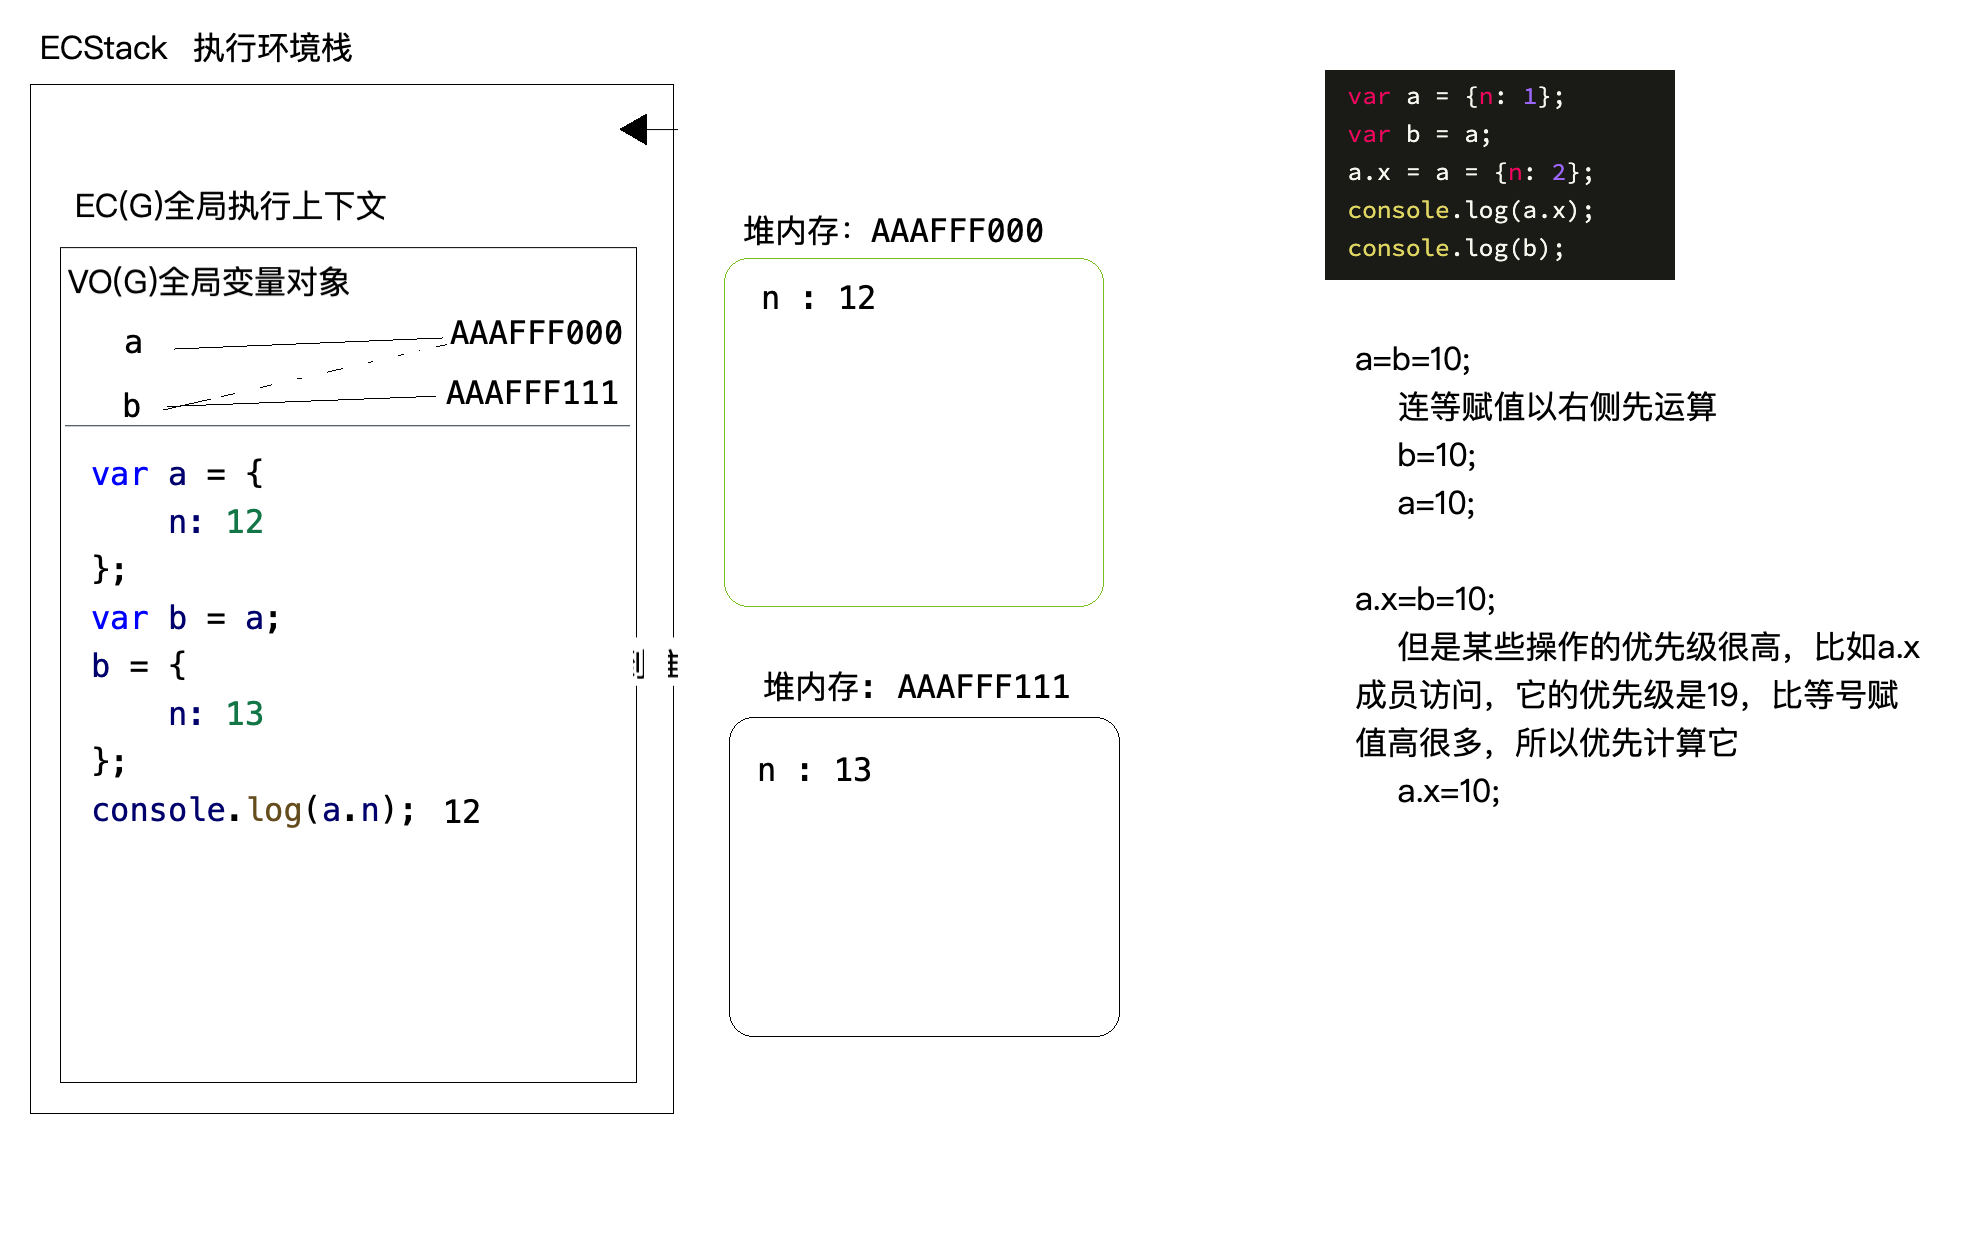 ECStack 执行环境栈
EC(G)全局执行上下文
VO(G)全局变量对象
a
AAAFFF000
b
AAAFFF111
var a = {
n: 12
};
var b = a;
b = {
n: 13
};
console.log(a.n); 12
堆内存：AAAFFF000
n : 12
堆内存: AAAFFF111
n : 13
var a = {n: 1};
var b = a;
a.x = a = {n: 2};
console.log(a.x);
console.log(b);
a=b=10;
连等赋值以右侧先运算
b=10;
a=10;
a.x=b=10;
但是某些操作的优先级很高，比如a.x
成员访问，它的优先级是19，比等号赋
值高很多，所以优先计算它
a.x=10;